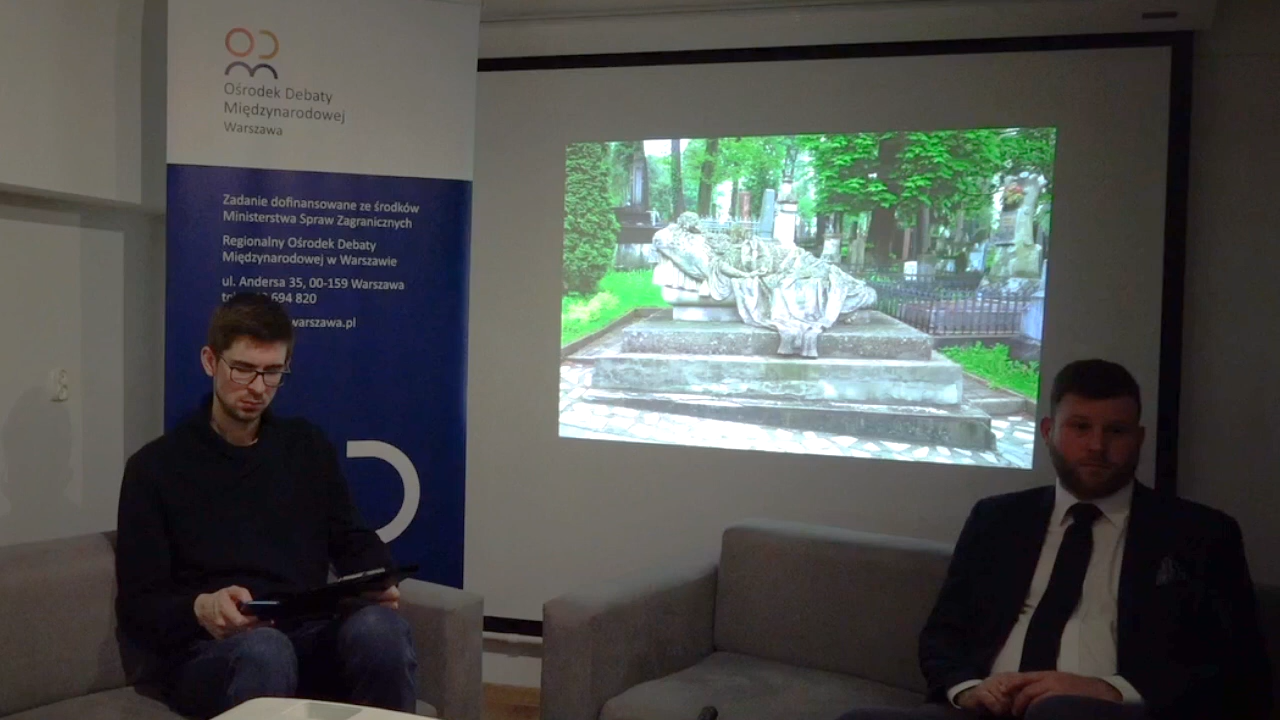 Ośrodek Debaty
Międzynarodowej
Warszawa
Zadanie dofinansowane ze środków
Ministerstwa Spraw Zagranicznych
Regionalny Ośrodek Debaty
Międzynarodowej w Warszawie
ul. Andersa 35, 00-159 Warszawa
694 820
warszawa.pl